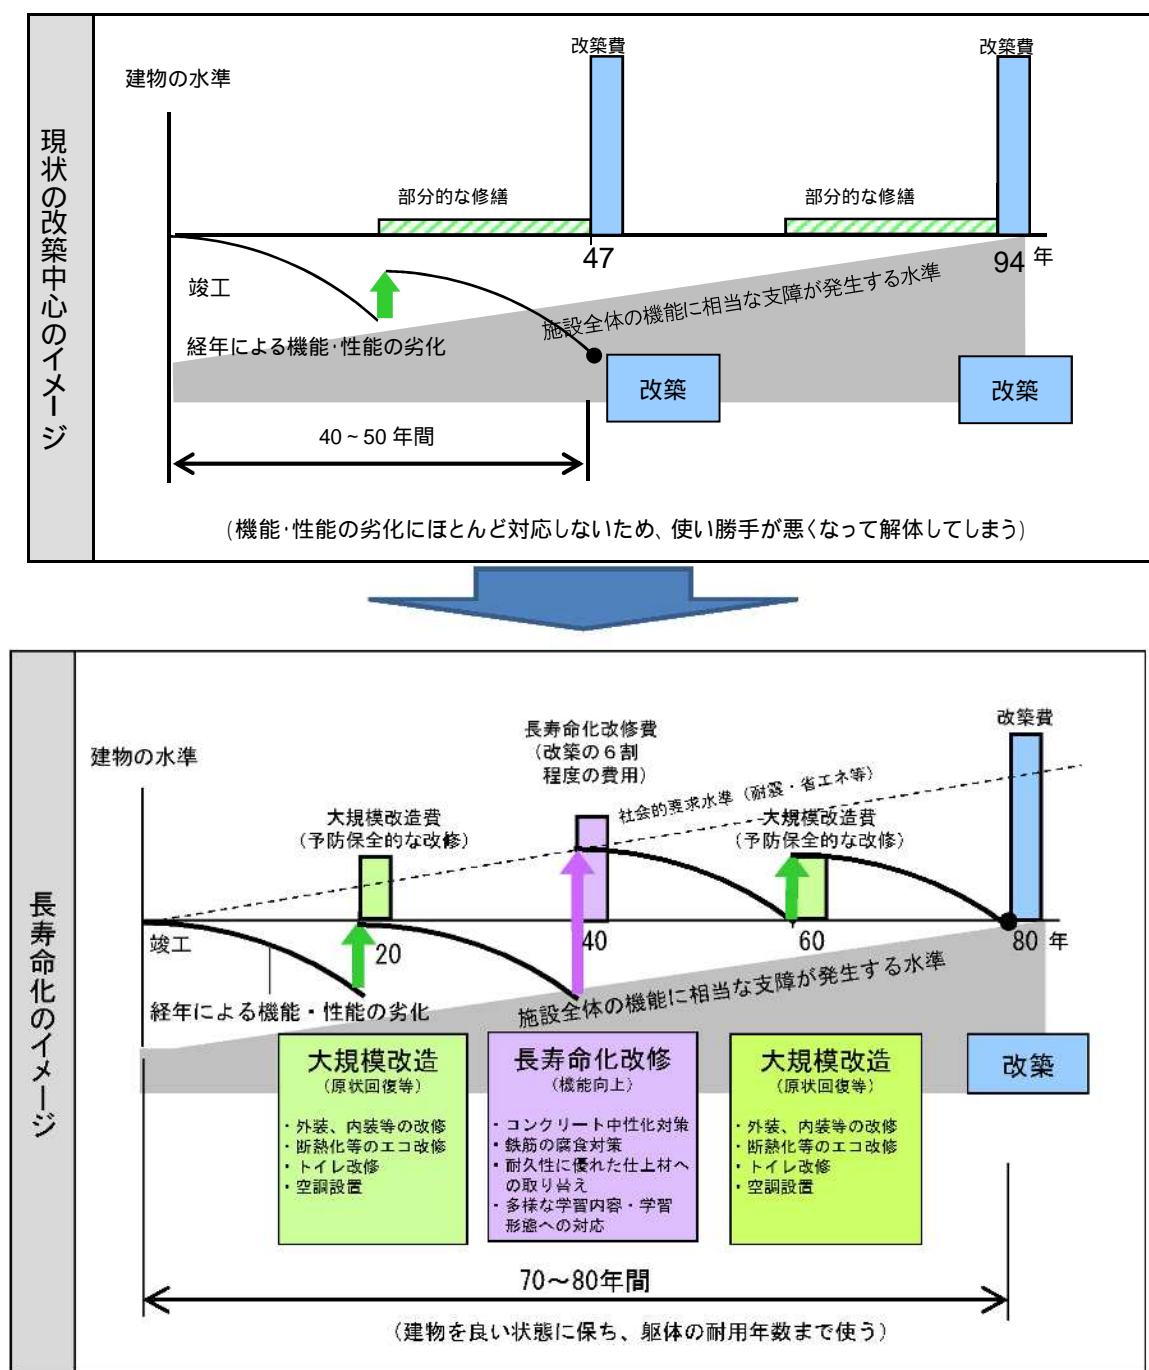 現状の改築中心のイメージ
建物の水準
改築費
改築費
部分的な修繕
部分的な修繕
47
94 年
竣工
施設全体の機能に相当な支障が発生する水準
経年による機能・性能の劣化
改築
改築
40~50 年間
(機能・性能の劣化にほとんど対応しないため、使い勝手が悪くなって解体してしまう)
長寿命化のイメージ
建物の水準
長寿命化改修費
(改築の6割
程度の費用)
改築費
社会的要求水準(耐震・省エネ等)
大規模改造費
(予防保全的な改修)
大規模改造費
(予防保全的な改修)
竣工
20
40
60
80 年
経年による機能・性能の劣化
施設全体の機能に相当な支障が発生する水準
大規模改造
(原状回復等)
・外装、内装等の改修
・断熱化等のエコ改修
・トイレ改修
・空調設置
長寿命化改修
(機能向上)
・コンクリート中性化対策
・鉄筋の腐食対策
・耐久性に優れた仕上材へ
の取り替え
・多様な学習内容・学習
形態への対応
大規模改造
(原状回復等)
・外装、内装等の改修
・断熱化等のエコ改修
・トイレ改修
・空調設置
改築
70～80年間
(建物を良い状態に保ち、躯体の耐用年数まで使う)